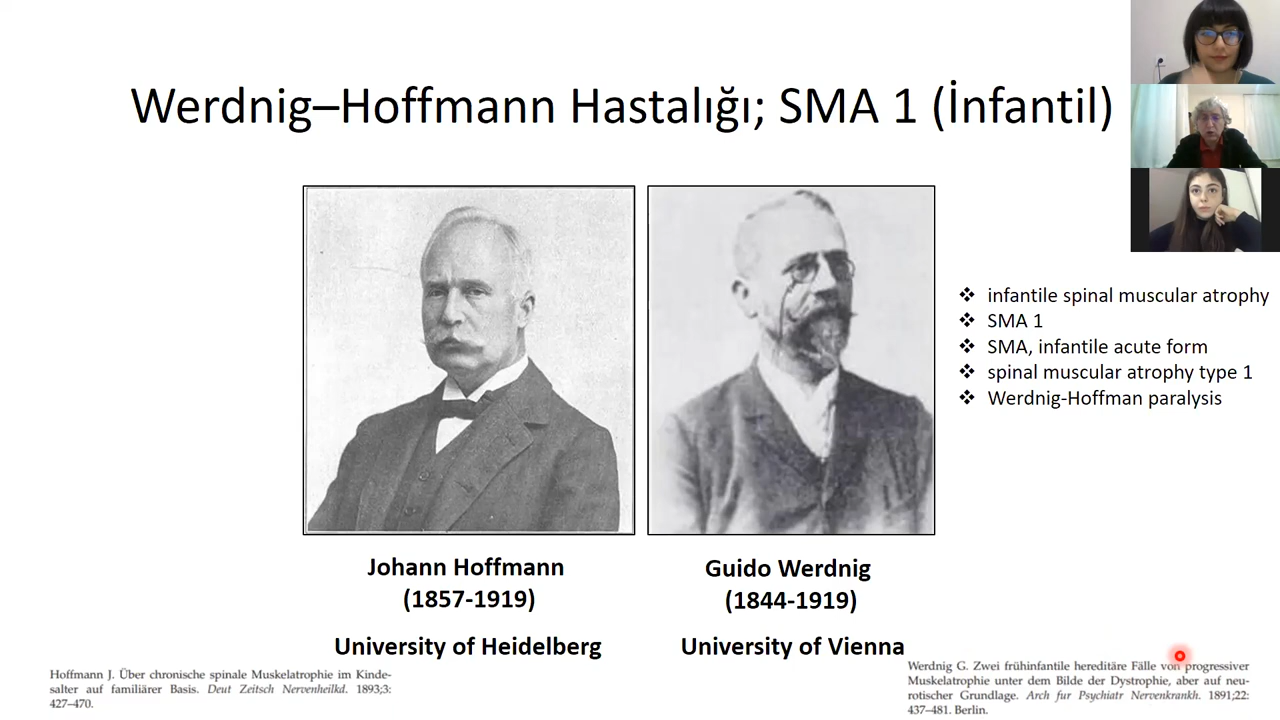 Werdnig–Hoffmann Hastalığı; SMA 1 (İnfantil)
❖ infantile spinal muscular atrophy
❖ SMA 1
❖ SMA, infantile acute form
❖ spinal muscular atrophy type 1
❖ Werdnig-Hoffman paralysis
Johann Hoffmann
(1857-1919)
University of Heidelberg
Guido Werdnig
(1844-1919)
University of Vienna
Hoffmann J. Über chronische spinale Muskelatrophie im Kinde-
salter auf familiärer Basis. Deut Zeitsch Nervenheilkd. 1893;3:
427–470.
Werdnig G. Zwei frühinfantile hereditäre Fälle von progressiver
Muskelatrophie unter dem Bilde der Dystrophie, aber auf neu-
rotischer Grundlage. Arch fur Psychiatr Nervenkrankh. 1891;22:
437–481. Berlin.